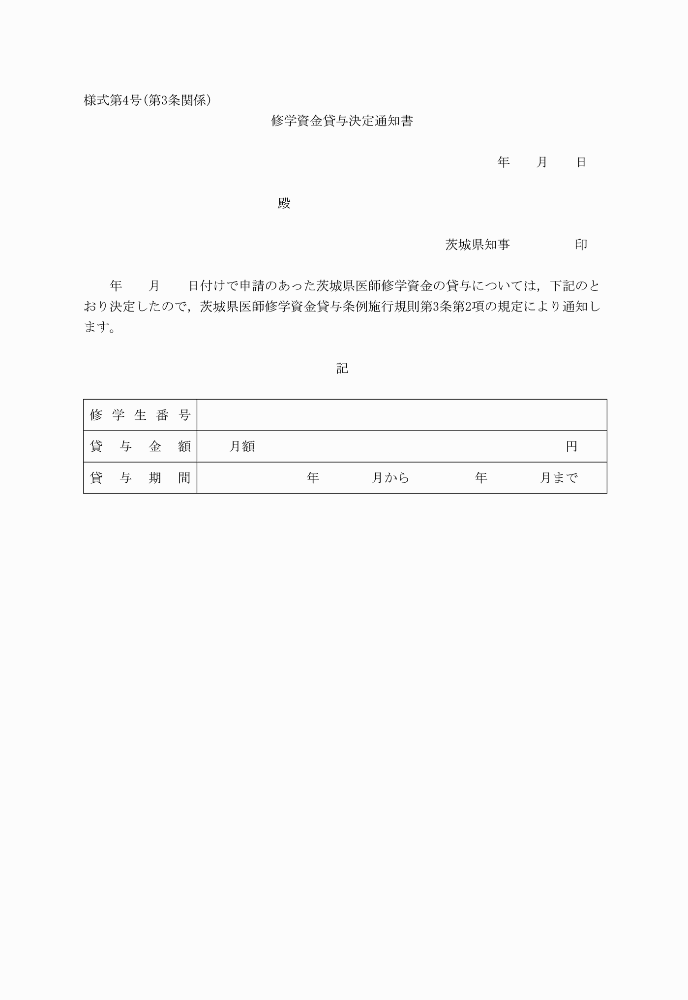 様式第4号(第3条関係)
修学資金貸与決定通知書
年　　月　　日
殿
茨城県知事　　　　　印
年　　月　　日付けで申請のあった茨城県医師修学資金の貸与については，下記のと
おり決定したので，茨城県医師修学資金貸与条例施行規則第3条第2項の規定により通知し
ます。
記
修学生番号
貸与金額　月額　　　　　円
貸与期間　　　年　　　月から　　　年　　　月まで